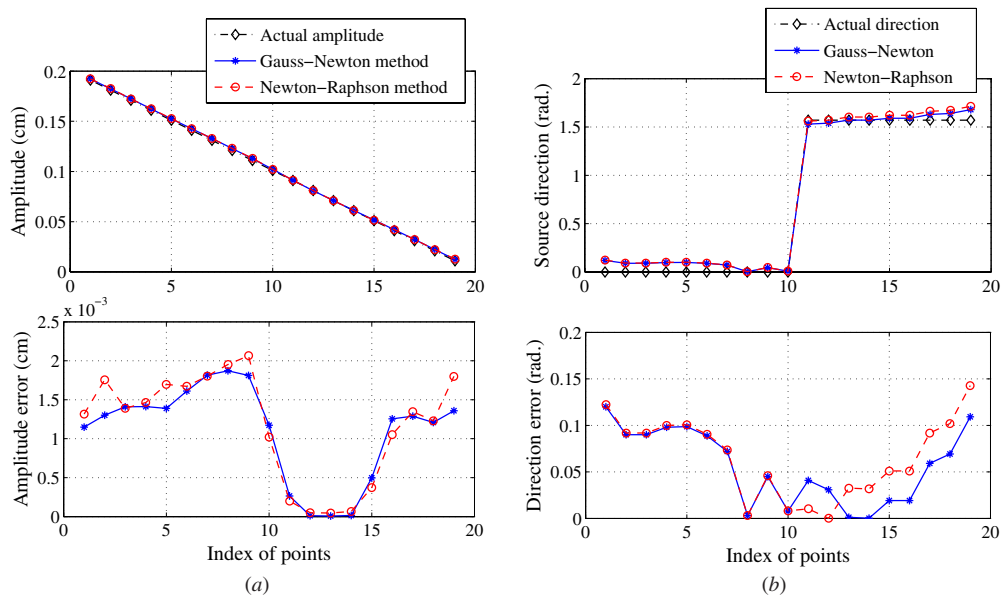 Actual amplitude
Gauss−Newton method
Newton−Raphson method
0.2
0.15
0.1
0.05
0
0
5
10
15
20
Amplitude (cm)
x 10⁻³
2.5
2
1.5
1
0.5
0
0
5
10
15
20
Amplitude error (cm)
Index of points
(a)
Actual direction
Gauss−Newton
Newton−Raphson
2
1.5
1
0.5
0
0
5
10
15
20
Source direction (rad.)
0.2
0.15
0.1
0.05
0
0
5
10
15
20
Direction error (rad.)
Index of points
(b)